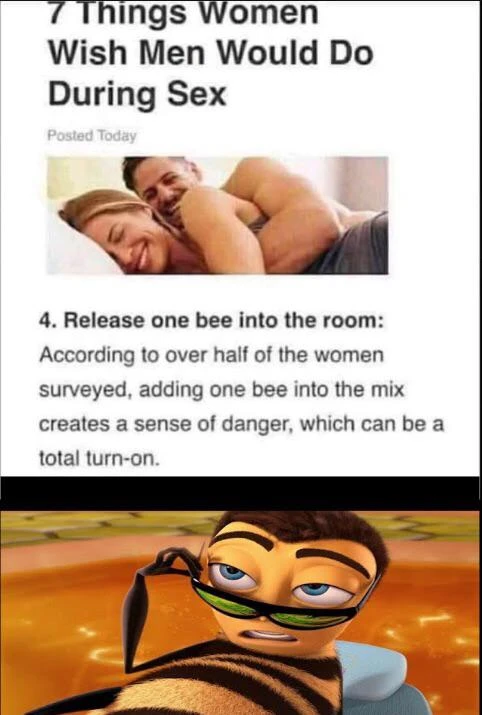 7 Things Women
Wish Men Would Do
During Sex
Posted Today
4. Release one bee into the room:
According to over half of the women
surveyed, adding one bee into the mix
creates a sense of danger, which can be a
total turn-on.